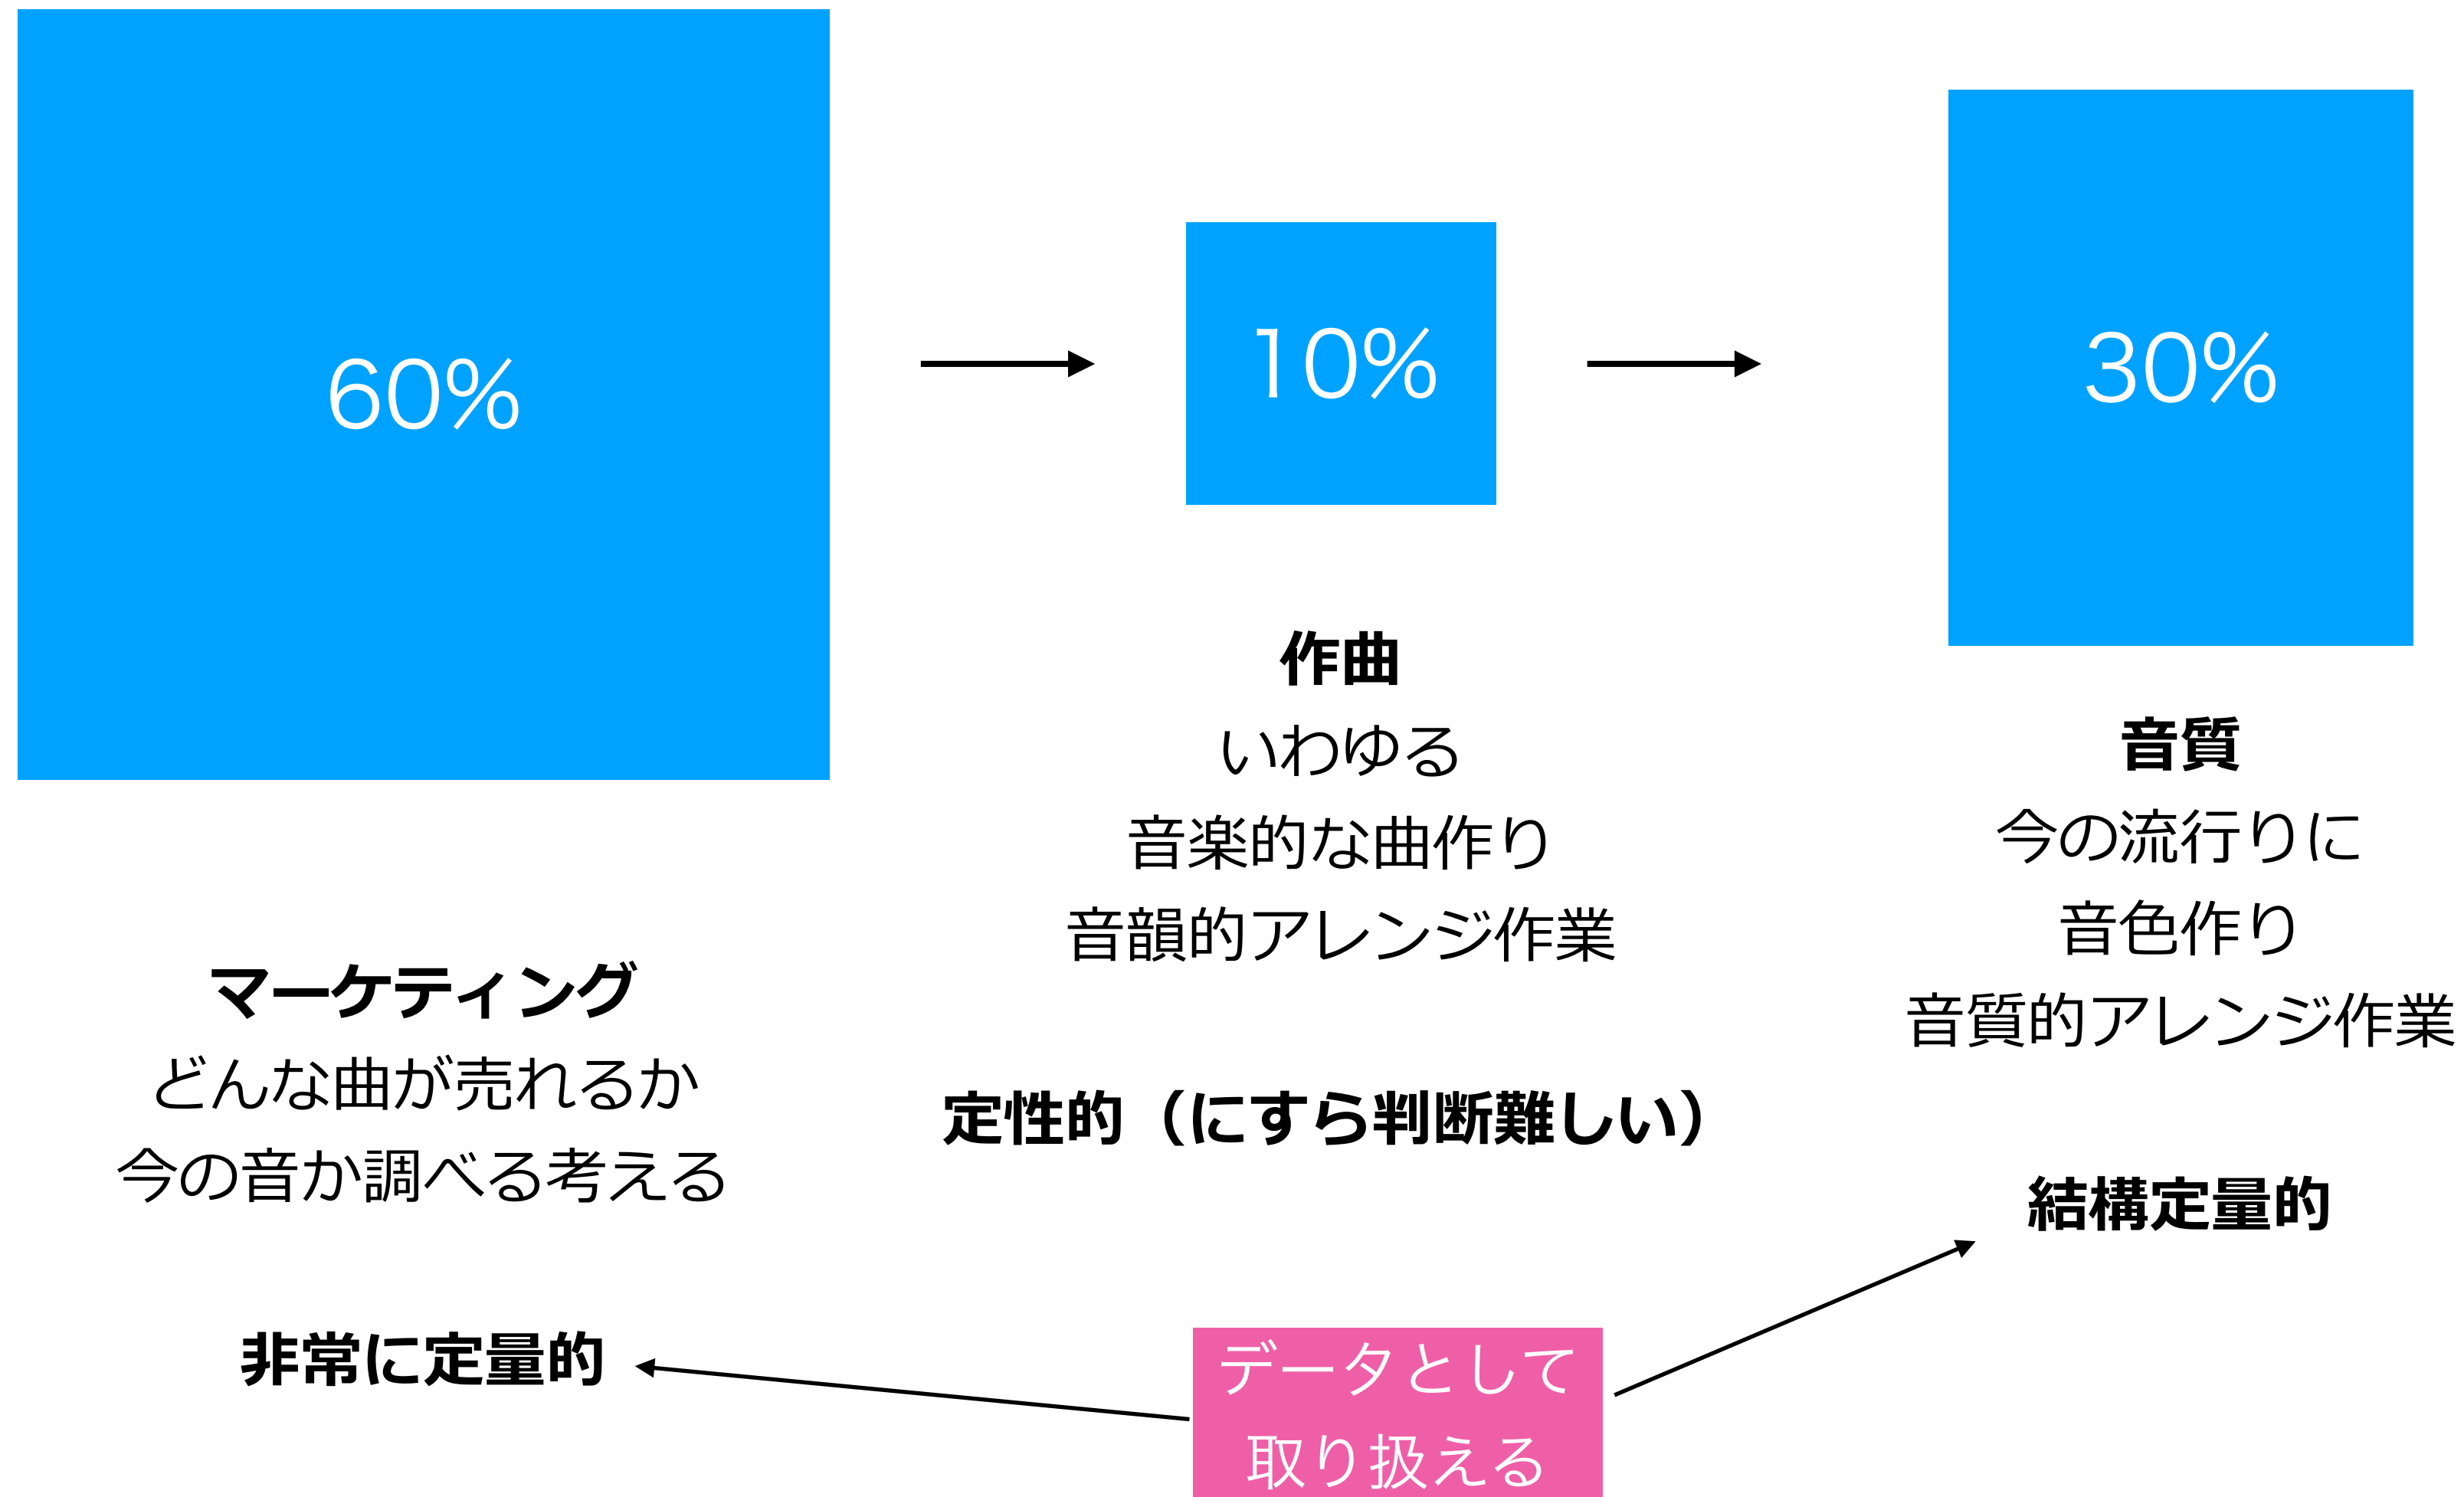 60%
マーケティング
どんな曲が売れるか
今の音か調べる考える
非常に定量的
10%
作曲
いわゆる
音楽的な曲作り
音韻的アレンジ作業
定性的（にすら判断難しい）
30%
音質
今の流行りに
音色作り
音質的アレンジ作業
結構定量的
データとして
取り扱える